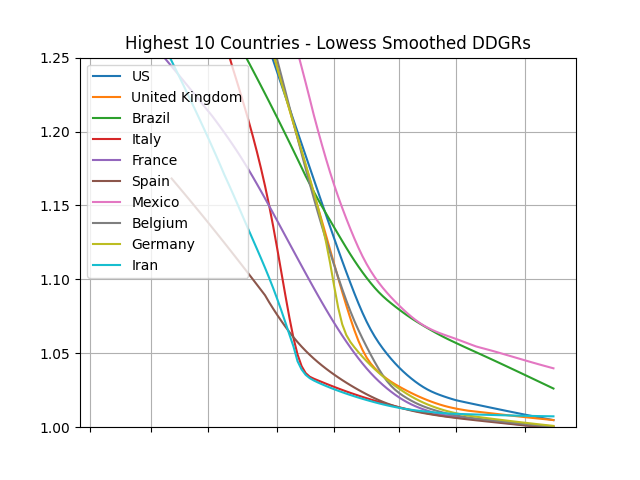 Highest 10 Countries - Lowess Smoothed DDGRs
1.25
1.20
1.15
1.10
1.05
1.00
US
United Kingdom
Brazil
Italy
France
Spain
Mexico
Belgium
Germany
Iran